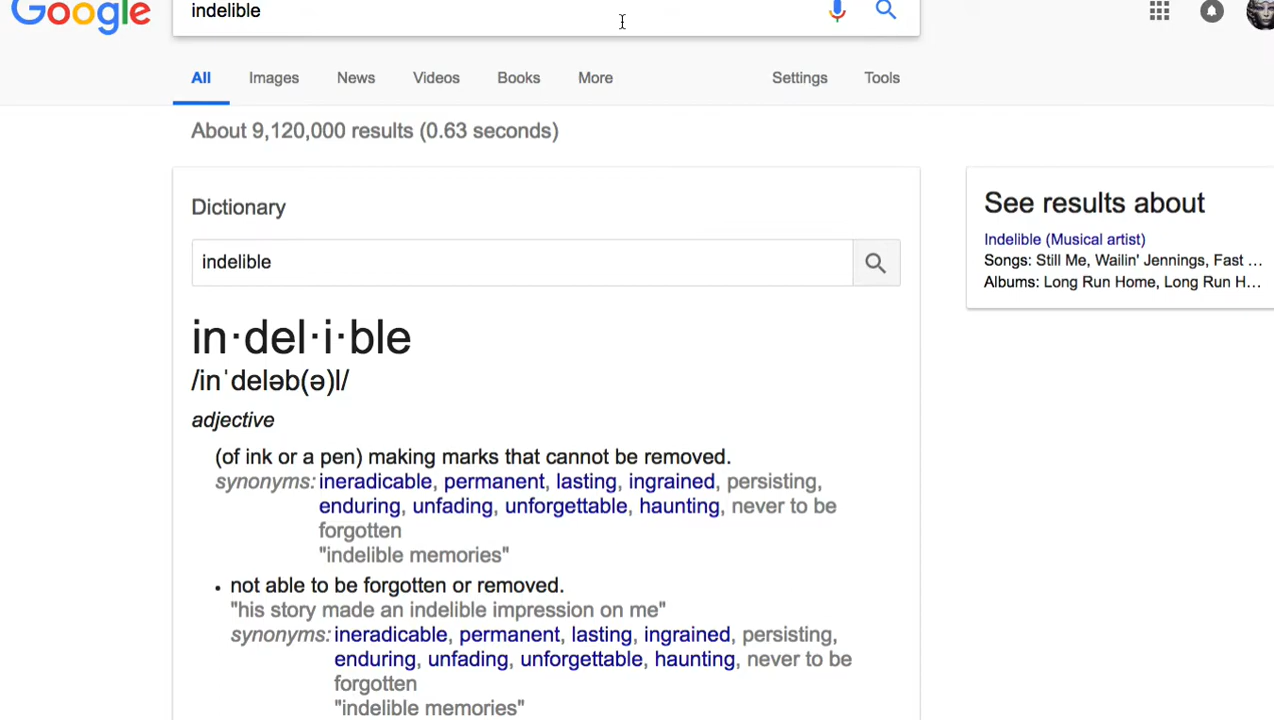 Google
indelible
All Images News Videos Books More Settings Tools
About 9,120,000 results (0.63 seconds)
Dictionary
indelible
in·del·i·ble
/inˈdeləb(ə)l/
adjective
(of ink or a pen) making marks that cannot be removed.
synonyms: ineradicable, permanent, lasting, ingrained, persisting,
enduring, unfading, unforgettable, haunting, never to be
forgotten
"indelible memories"
• not able to be forgotten or removed.
"his story made an indelible impression on me"
synonyms: ineradicable, permanent, lasting, ingrained, persisting,
enduring, unfading, unforgettable, haunting, never to be
forgotten
"indelible memories"
See results about
Indelible (Musical artist)
Songs: Still Me, Wailin' Jennings, Fast ...
Albums: Long Run Home, Long Run H...